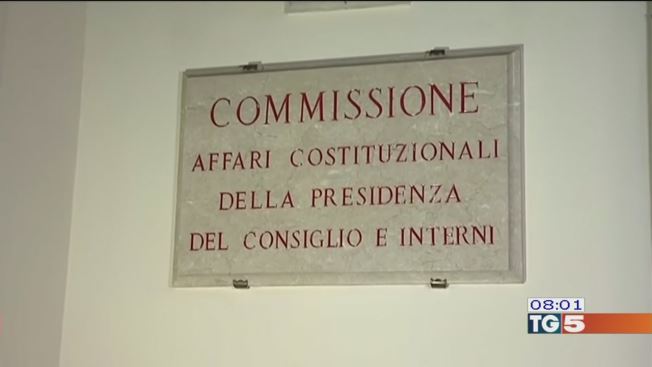 COMMISSIONE
AFFARI COSTITUZIONALI
DELLA PRESIDENZA
DEL CONSIGLIO E INTERNI
08:01
TG5